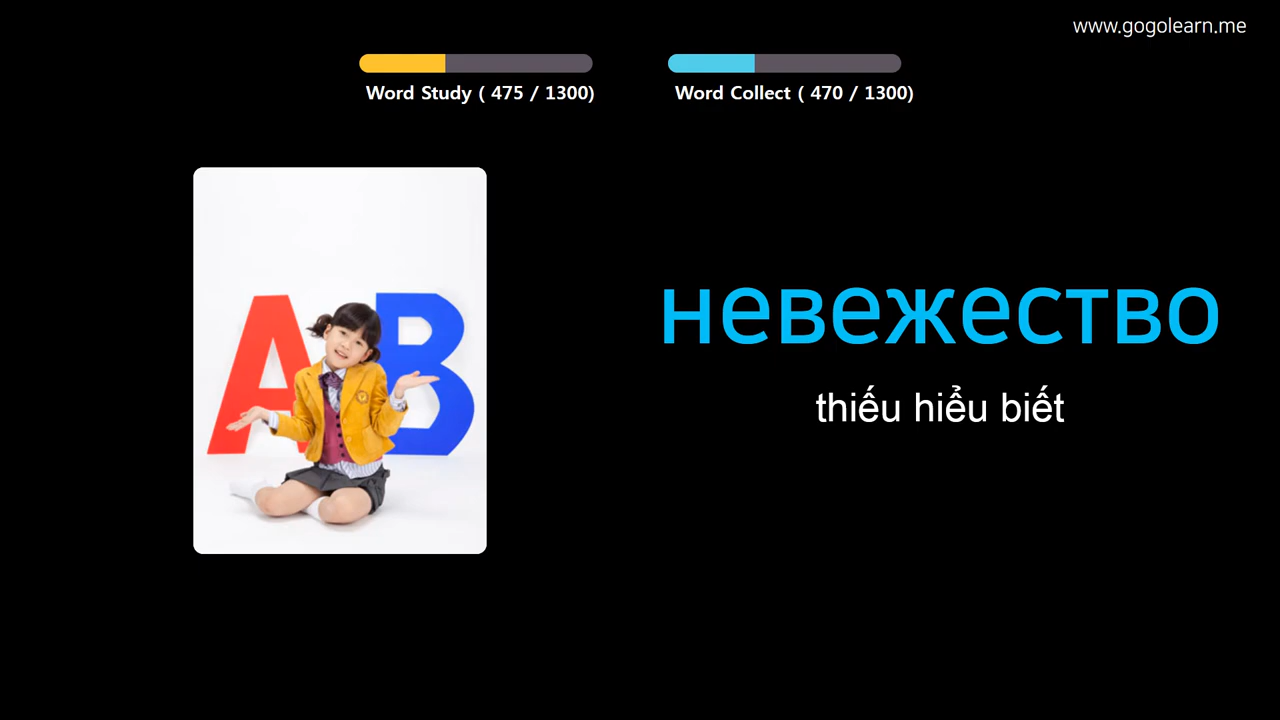 www.gogolearn.me
Word Study ( 475 / 1300)
Word Collect ( 470 / 1300)
A B
невежество
thiếu hiểu biết